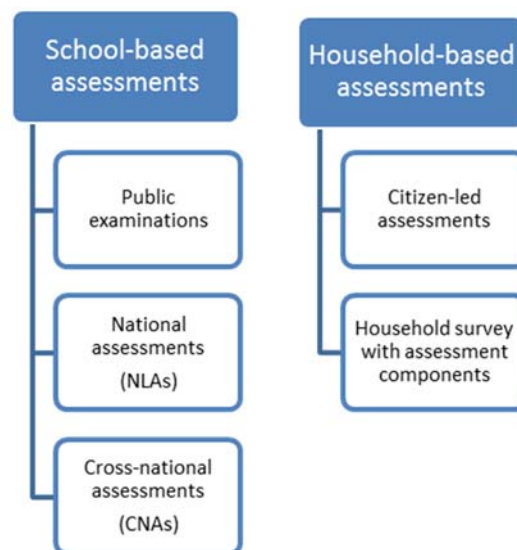 School-based
assessments
Public
examinations
National
assessments
(NLAs)
Cross-national
assessments
(CNAs)
Household-based
assessments
Citizen-led
assessments
Household survey
with assessment
components